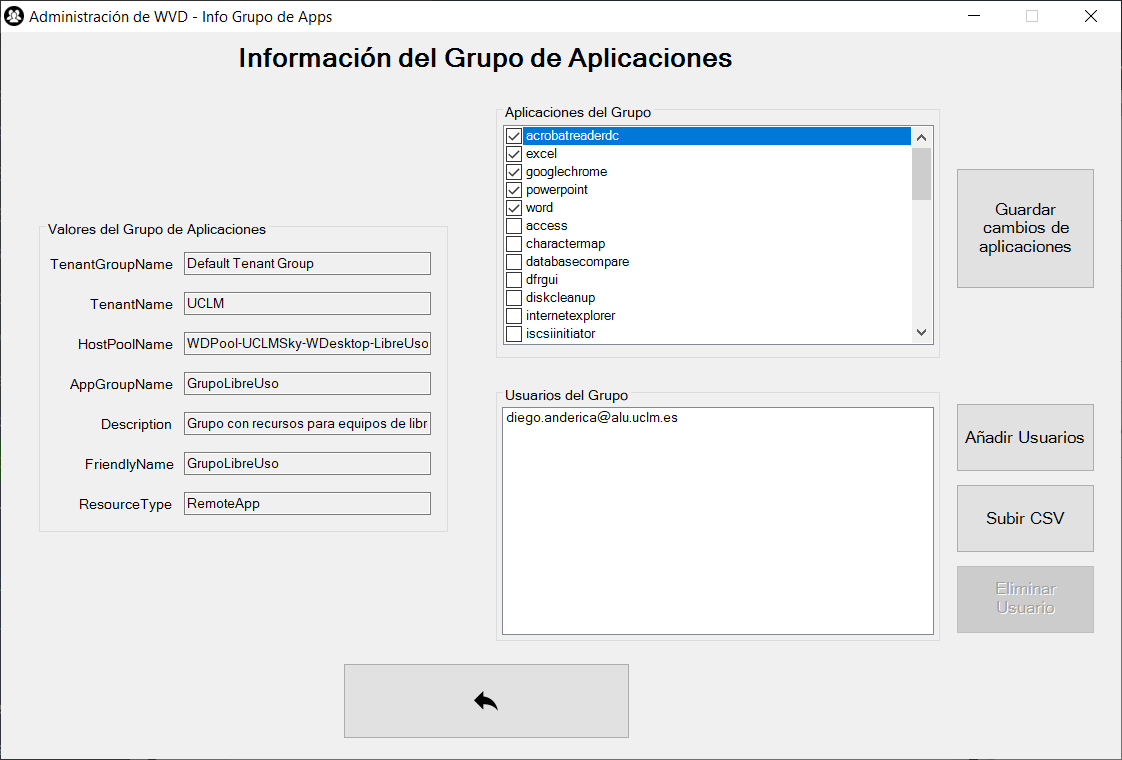 Administración de WVD - Info Grupo de Apps
Información del Grupo de Aplicaciones
Valores del Grupo de Aplicaciones
TenantGroupName Default Tenant Group
TenantName UCLM
HostPoolName WDPool-UCLMSky-WDesktop-LibreUso
AppGroupName GrupoLibreUso
Description Grupo con recursos para equipos de libr
FriendlyName GrupoLibreUso
ResourceType RemoteApp
Aplicaciones del Grupo
acrobatreaderdc
excel
googlechrome
powerpoint
word
access
charactermap
databasecompare
dfrgui
diskcleanup
internetexplorer
iscsiinitiator
Guardar
cambios de
aplicaciones
Usuarios del Grupo
diego.anderica@alu.uclm.es
Añadir Usuarios
Subir CSV
Eliminar
Usuario